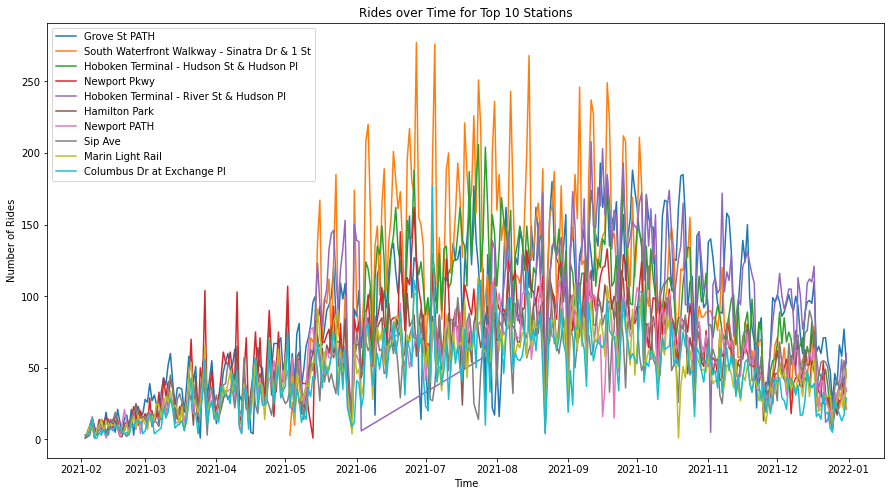 Rides over Time for Top 10 Stations
Grove St PATH
South Waterfront Walkway - Sinatra Dr & 1 St
Hoboken Terminal - Hudson St & Hudson Pl
Newport Pkwy
Hoboken Terminal - River St & Hudson Pl
Hamilton Park
Newport PATH
Sip Ave
Marin Light Rail
Columbus Dr at Exchange Pl
Number of Rides
250
200
150
100
50
0
2021-02 2021-03 2021-04 2021-05 2021-06 2021-07 2021-08 2021-09 2021-10 2021-11 2021-12 2022-01
Time